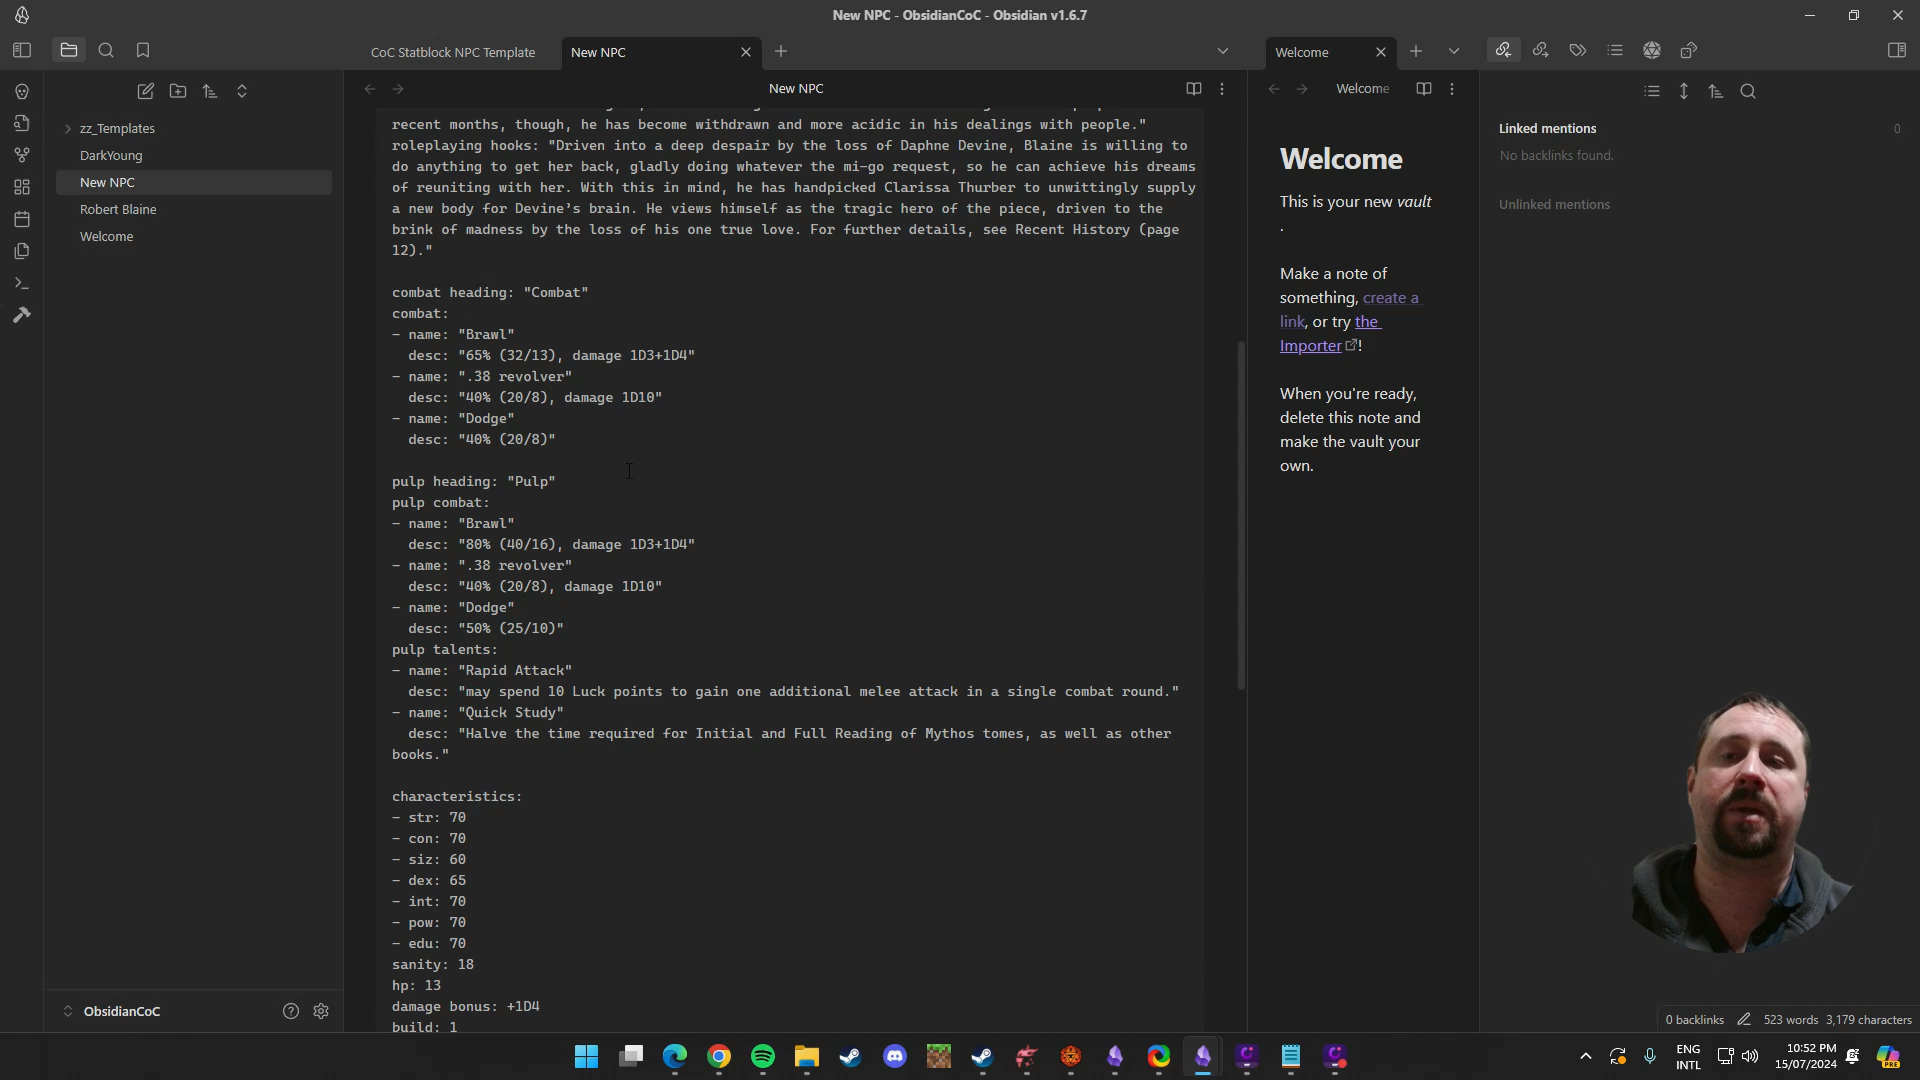 New NPC - ObsidianCoC - Obsidian v1.6.7
CoC Statblock NPC Template
New NPC
Welcome
New NPC
Welcome
zz_Templates
DarkYoung
New NPC
Robert Blaine
Welcome
ObsidianCoC
recent months, though, he has become withdrawn and more acidic in his dealings with people."
roleplaying hooks: "Driven into a deep despair by the loss of Daphne Devine, Blaine is willing to
do anything to get her back, gladly doing whatever the mi-go request, so he can achieve his dreams
of reuniting with her. With this in mind, he has handpicked Clarissa Thurber to unwittingly supply
a new body for Devine’s brain. He views himself as the tragic hero of the piece, driven to the
brink of madness by the loss of his one true love. For further details, see Recent History (page
12)."
combat heading: "Combat"
combat:
- name: "Brawl"
desc: "65% (32/13), damage 1D3+1D4"
- name: ".38 revolver"
desc: "40% (20/8), damage 1D10"
- name: "Dodge"
desc: "40% (20/8)"
pulp heading: "Pulp"
pulp combat:
- name: "Brawl"
desc: "80% (40/16), damage 1D3+1D4"
- name: ".38 revolver"
desc: "40% (20/8), damage 1D10"
- name: "Dodge"
desc: "50% (25/10)"
pulp talents:
- name: "Rapid Attack"
desc: "may spend 10 Luck points to gain one additional melee attack in a single combat round."
- name: "Quick Study"
desc: "Halve the time required for Initial and Full Reading of Mythos tomes, as well as other
books."
characteristics:
- str: 70
- con: 70
- siz: 60
- dex: 65
- int: 70
- pow: 70
- edu: 70
sanity: 18
hp: 13
damage bonus: +1D4
build: 1
Welcome
This is your new vault
.
Make a note of
something, create a
link, or try the
Importer!
When you're ready,
delete this note and
make the vault your
own.
Linked mentions 0
No backlinks found.
Unlinked mentions
0 backlinks 523 words 3,179 characters
ENG
INTL
10:52 PM
15/07/2024
PRE